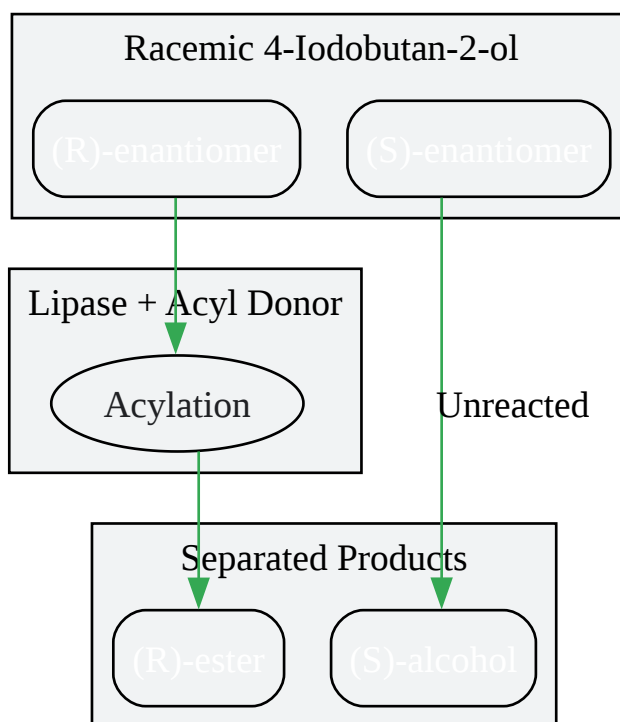 Racemic 4-Iodobutan-2-ol
(R)-enantiomer
(S)-enantiomer
Lipase + Acyl Donor
Acylation
Unreacted
Separated Products
(R)-ester
(S)-alcohol